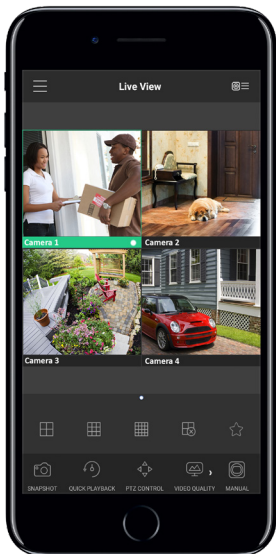 Live View
Camera 1
Camera 2
Camera 3
Camera 4
SNAPSHOT
QUICK PLAYBACK
PTZ CONTROL
VIDEO QUALITY
MANUAL